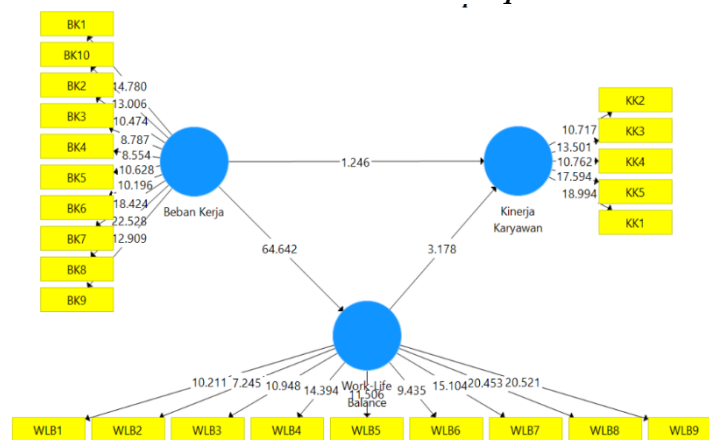 BK1
BK10
BK2
BK3
BK4
BK5
BK6
BK7
BK8
BK9
14.780
13.006
10.474
8.787
8.554
10.628
10.196
18.424
22.528
12.909
Beban Kerja
1.246
64.642
3.178
Kinerja
Karyawan
10.717
13.501
10.762
17.594
18.994
KK2
KK3
KK4
KK5
KK1
Work-Life
Balance
10.211
7.245
10.948
14.394
11.506
9.435
15.104
20.453
20.521
WLB1
WLB2
WLB3
WLB4
WLB5
WLB6
WLB7
WLB8
WLB9